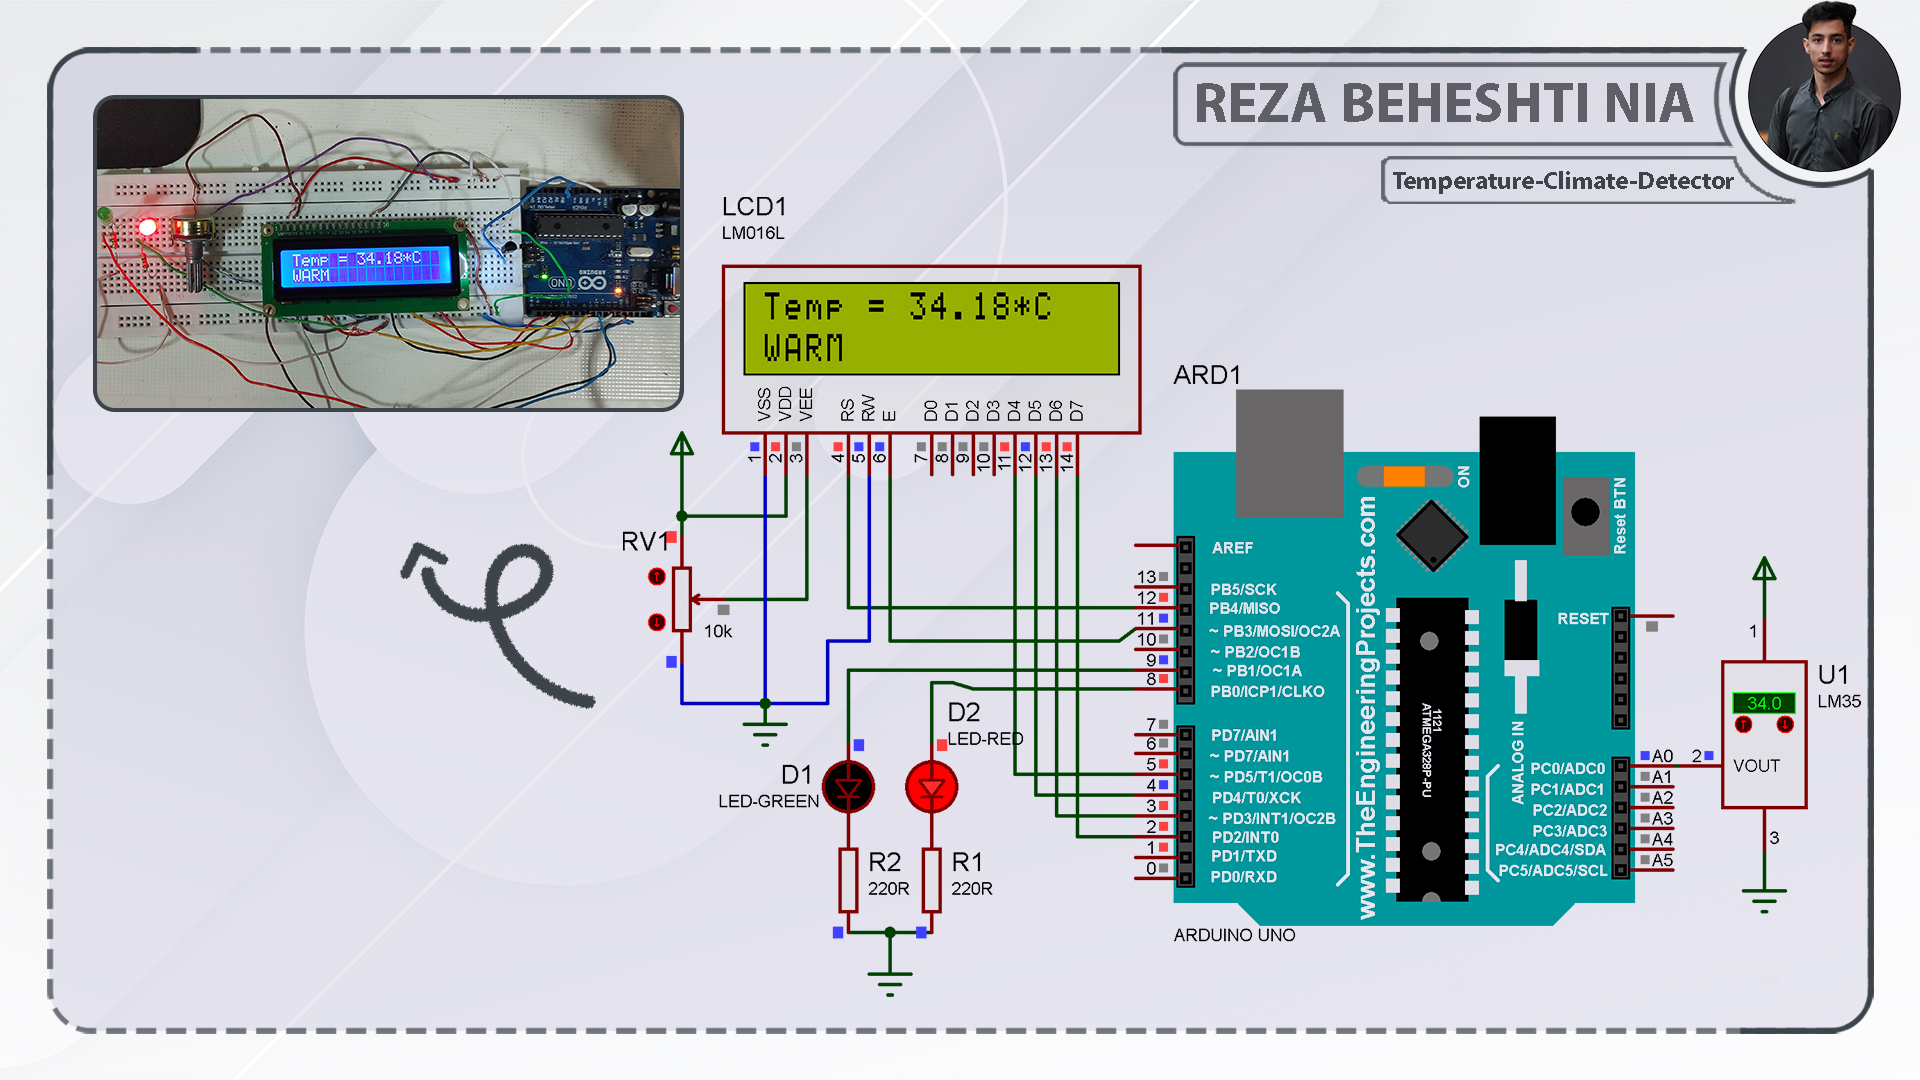 REZA BEHESHTI NIA
Temperature-Climate-Detector
Temp = 34.18*C
WARM
UNO
ARDUINO
LCD1
LM016L
Temp = 34.18*C
WARM
VSS
VDD
VEE
RS
RW
E
D0
D1
D2
D3
D4
D5
D6
D7
1
2
3
4
5
6
7
8
9
10
11
12
13
14
RV1
10k
D1
LED-GREEN
D2
LED-RED
R2
220R
R1
220R
ARD1
ON
Reset BTN
www.TheEngineeringProjects.com
AREF
13 PB5/SCK
12 PB4/MISO
11 ~ PB3/MOSI/OC2A
10 ~ PB2/OC1B
9 ~ PB1/OC1A
8 PB0/ICP1/CLKO
7 PD7/AIN1
6 ~ PD7/AIN1
5 ~ PD5/T1/OC0B
4 PD4/T0/XCK
3 ~ PD3/INT1/OC2B
2 PD2/INT0
1 PD1/TXD
0 PD0/RXD
1121
ATMEGA328P-PU
ANALOG IN
RESET
PC0/ADC0 A0
PC1/ADC1 A1
PC2/ADC2 A2
PC3/ADC3 A3
PC4/ADC4/SDA A4
PC5/ADC5/SCL A5
ARDUINO UNO
U1
LM35
1
34.0
2
VOUT
3